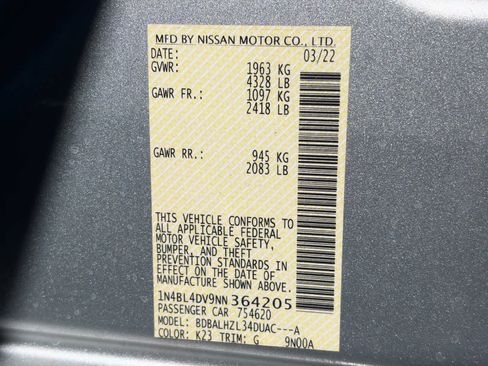 MFD BY NISSAN MOTOR CO., LTD.
DATE: 03/22
GVWR: 1963 KG
4328 LB
GAWR FR.: 1097 KG
2418 LB
GAWR RR.: 945 KG
2083 LB
THIS VEHICLE CONFORMS TO
ALL APPLICABLE FEDERAL
MOTOR VEHICLE SAFETY,
BUMPER, AND THEFT
PREVENTION STANDARDS IN
EFFECT ON THE DATE OF
MANUFACTURE SHOWN ABOVE.
1N4BL4DV9NN364205
PASSENGER CAR 754620
MODEL: BDBALHZL34DUAC---A
COLOR: K23 TRIM: G 9N00A